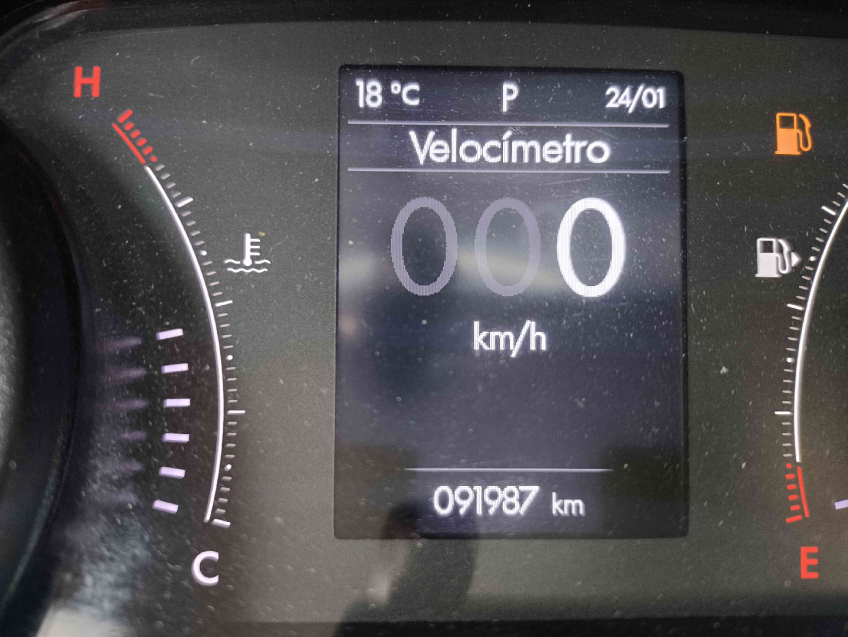 H
18 °C P 24/01
Velocímetro
000
km/h
091987 km
C
E